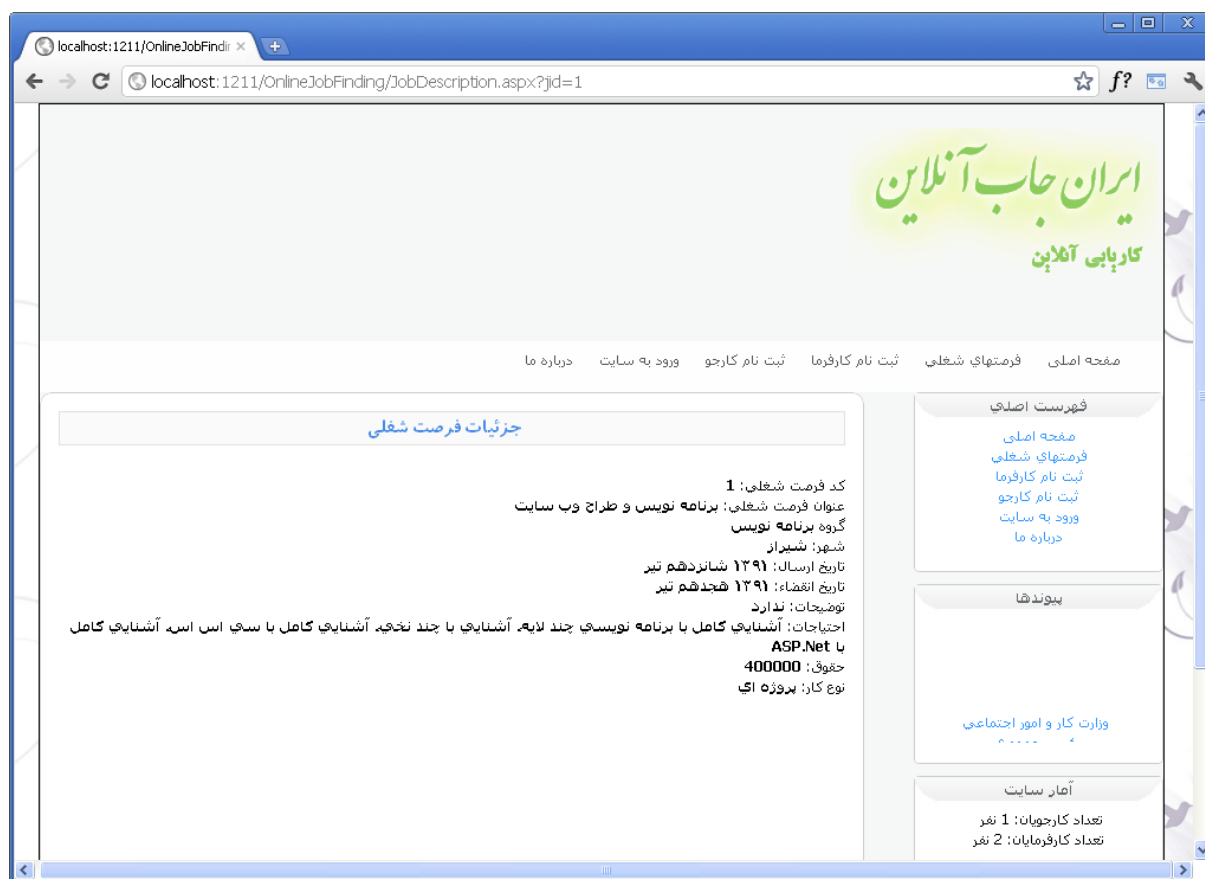 localhost:1211/OnlineJobFindir
localhost:1211/OnlineJobFinding/JobDescription.aspx?jid=1
f?
ایران جاب آنلاین
کاریابی آنلاین
صفحه اصلی فرصتهاي شغلي ثبت نام کارفرما ثبت نام کارجو ورود به سایت درباره ما
فهرست اصلي
صفحه اصلی
فرصتهاي شغلي
ثبت نام کارفرما
ثبت نام کارجو
ورود به سایت
درباره ما
پیوندها
وزارت کار و امور اجتماعي
آمار سایت
تعداد کارجویان: 1 نفر
تعداد کارفرمایان: 2 نفر
جزئیات فرصت شغلی
کد فرصت شغلي: 1
عنوان فرصت شغلي: برنامه نویس و طراح وب سایت
گروه برنامه نویس
شهر: شیراز
تاریخ ارسال: ۱۳۹۱ شانزدهم تیر
تاریخ انقضاء: ۱۳۹۱ هجدهم تیر
توضیحات: ندارد
احتیاجات: آشنایي کامل با برنامه نویسي چند لایه، آشنایي با چند نخي، آشنایي کامل با سي اس اس، آشنایي کامل
با ASP.Net
حقوق: 400000
نوع کار: پروژه اي